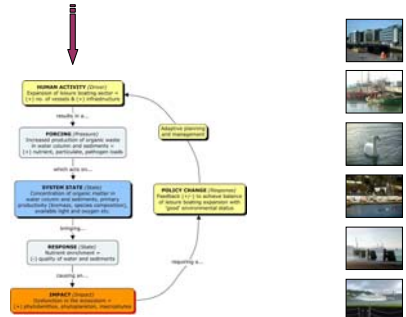 HUMAN ACTIVITY (Driver)
Expansion of leisure boating sector =
(+) no. of vessels & (+) infrastructure
results in a...
FORCING (Pressure)
Increased production of organic waste
in water column and sediments =
(+) nutrient, particulate, pathogen loads
which acts on...
SYSTEM STATE (State)
Concentration of organic matter in
water column and sediments, primary
productivity (biomass, species composition),
available light and oxygen etc
bringing...
RESPONSE (State)
Nutrient enrichment =
(-) quality of water and sediments
causing an...
IMPACT (Impact)
Dysfunction in the ecosystem =
(+) phytobenthos, phytoplankton, macrophytes
requiring a...
POLICY CHANGE (Response)
Feedback (+/-) to achieve balance
of leisure boating expansion with
'good' environmental status
Adaptive planning
and management